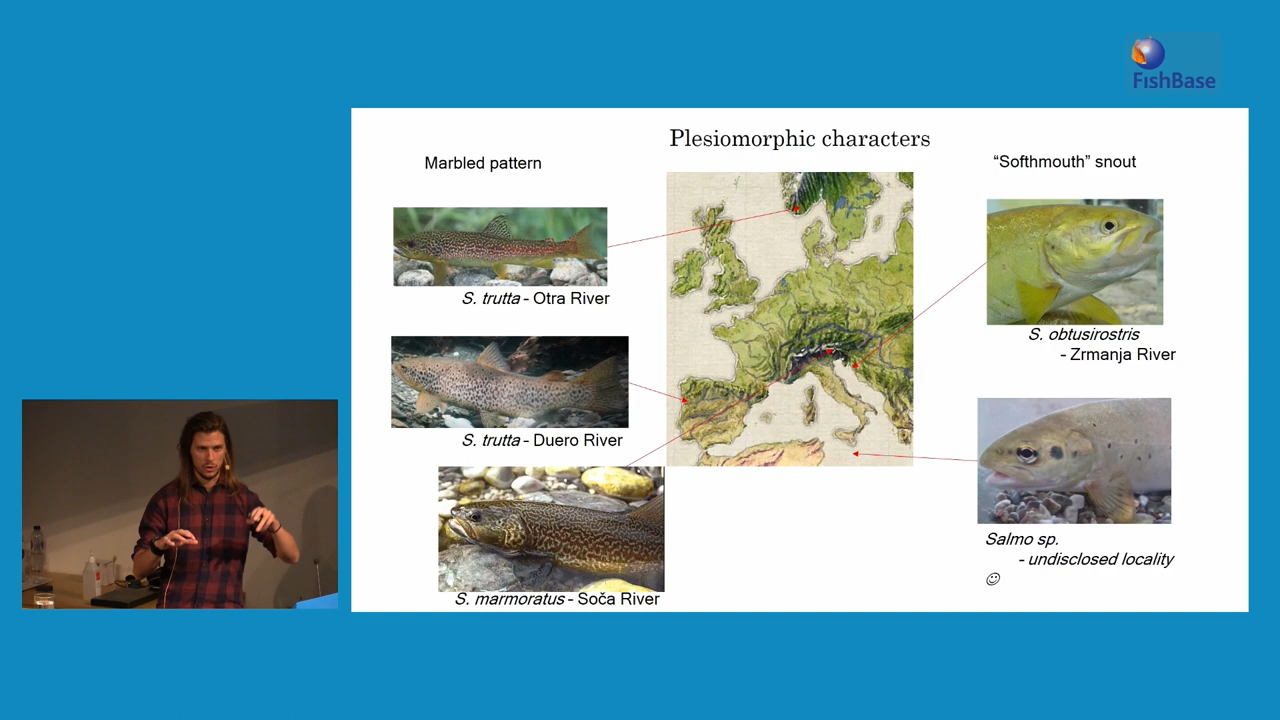 FishBase
Plesiomorphic characters
Marbled pattern
“Softhmouth” snout
S. trutta - Otra River
S. obtusirostris
- Zrmanja River
S. trutta - Duero River
Salmo sp.
- undisclosed locality
☺
S. marmoratus - Soča River